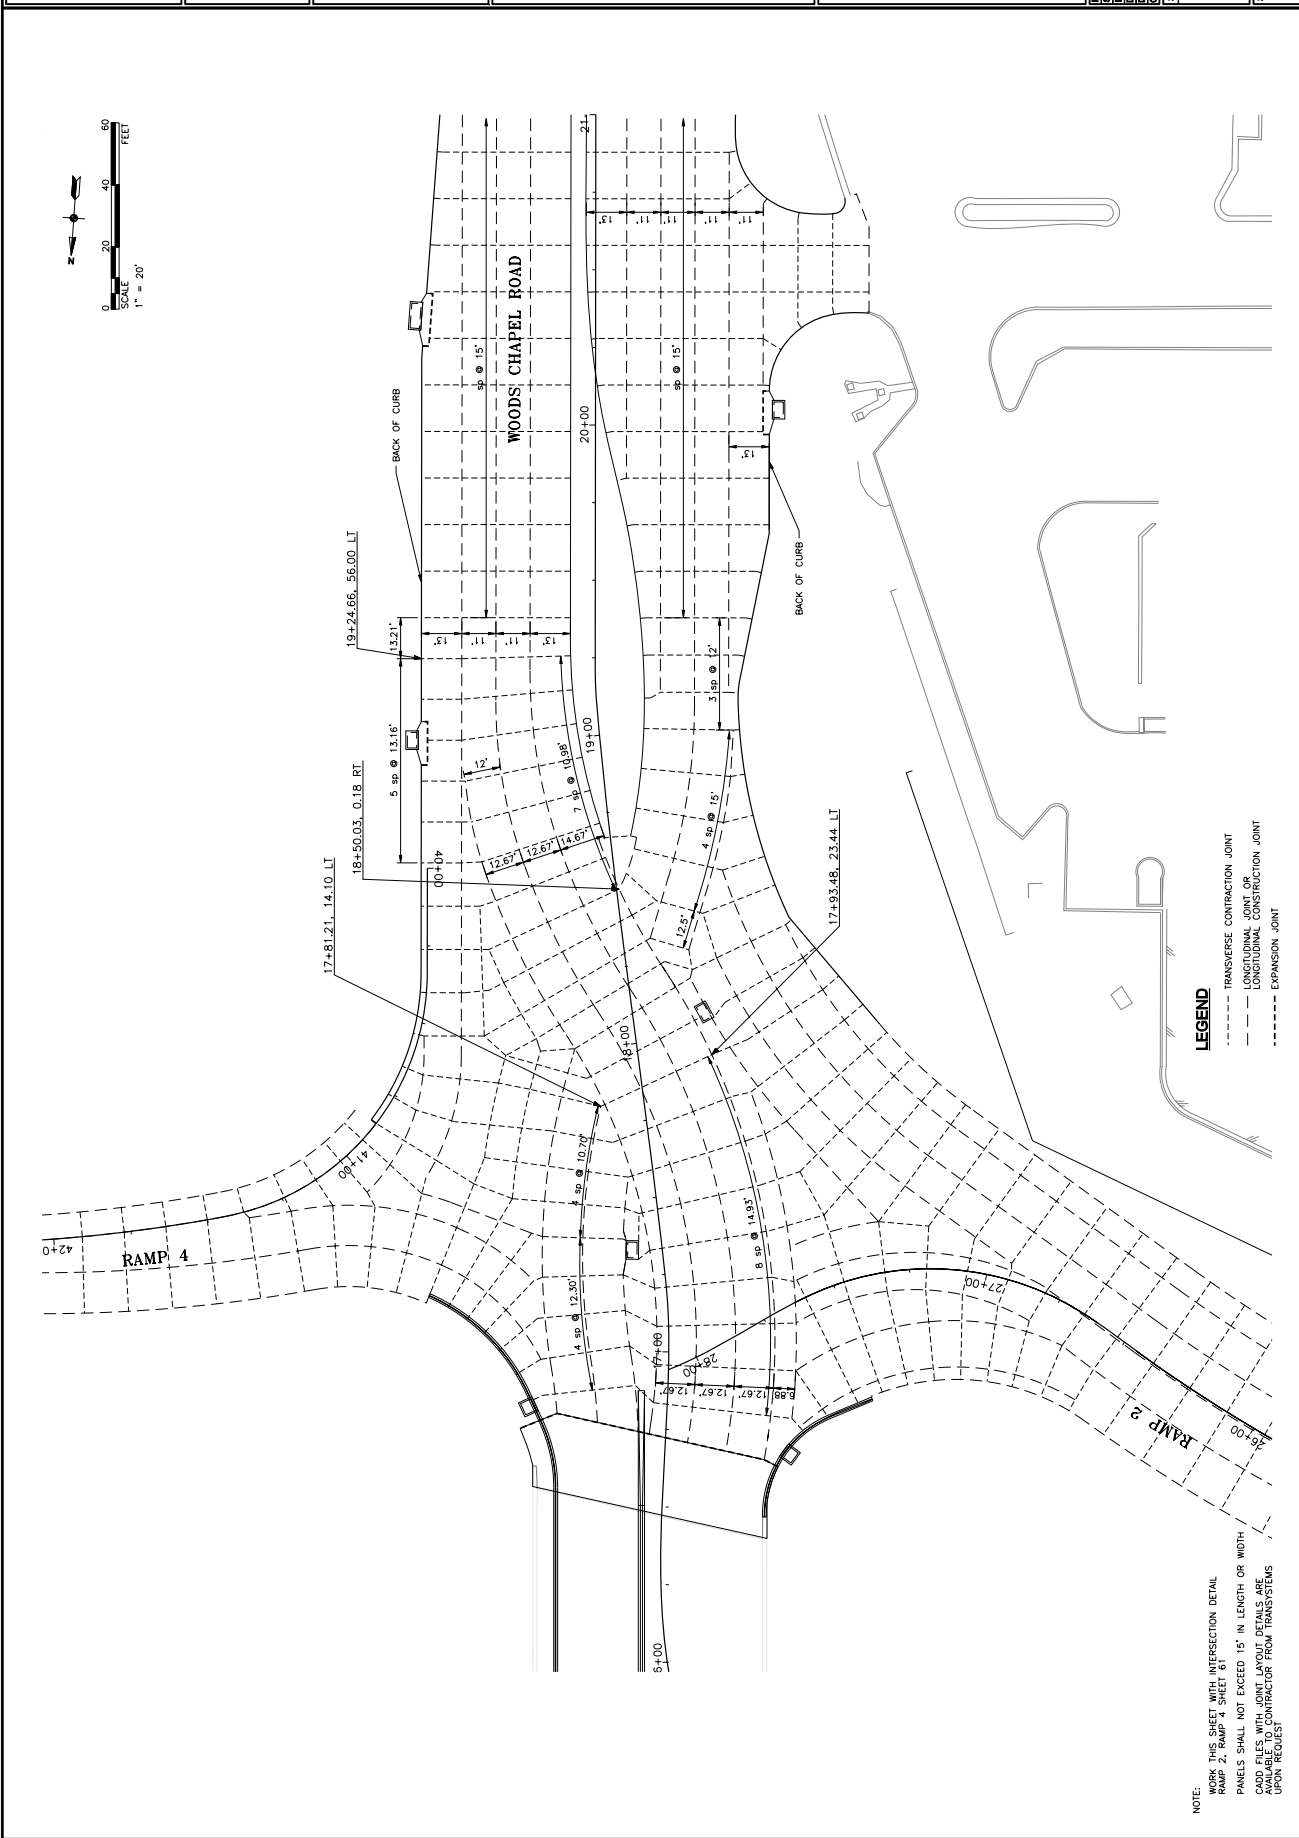 60
40
20
0
FEET
SCALE
1" = 20'
N
21
13'
11'
11'
11'
11'
WOODS CHAPEL ROAD
sp @ 15'
sp @ 15'
20+00
BACK OF CURB
13'
BACK OF CURB
19+24.66, 56.00 LT
13.21'
13'
11'
11'
13'
3 sp @ 12'
5 sp @ 13.16'
12'
7 sp @ 10.98'
19+00
18+50.03, 0.18 RT
4 sp @ 15'
12.67'
12.67'
14.67'
40+00
17+81.21, 14.10 LT
12.5'
17+93.48, 23.44 LT
18+00
41+00
4 sp @ 10.70'
8 sp @ 14.93'
42+0
RAMP 4
27+00
4 sp @ 12.30'
17+00
28+00
12.67'
12.67'
12.67'
6.88'
RAMP 2
26+00
6+00
LEGEND
TRANSVERSE CONTRACTION JOINT
LONGITUDINAL JOINT OR
LONGITUDINAL CONSTRUCTION JOINT
EXPANSION JOINT
NOTE:
WORK THIS SHEET WITH INTERSECTION DETAIL
RAMP 2, RAMP 4 SHEET 61
PANELS SHALL NOT EXCEED 15' IN LENGTH OR WIDTH
CADD FILES WITH JOINT LAYOUT DETAILS ARE
AVAILABLE TO CONTRACTOR FROM TRANSYSTEMS
UPON REQUEST